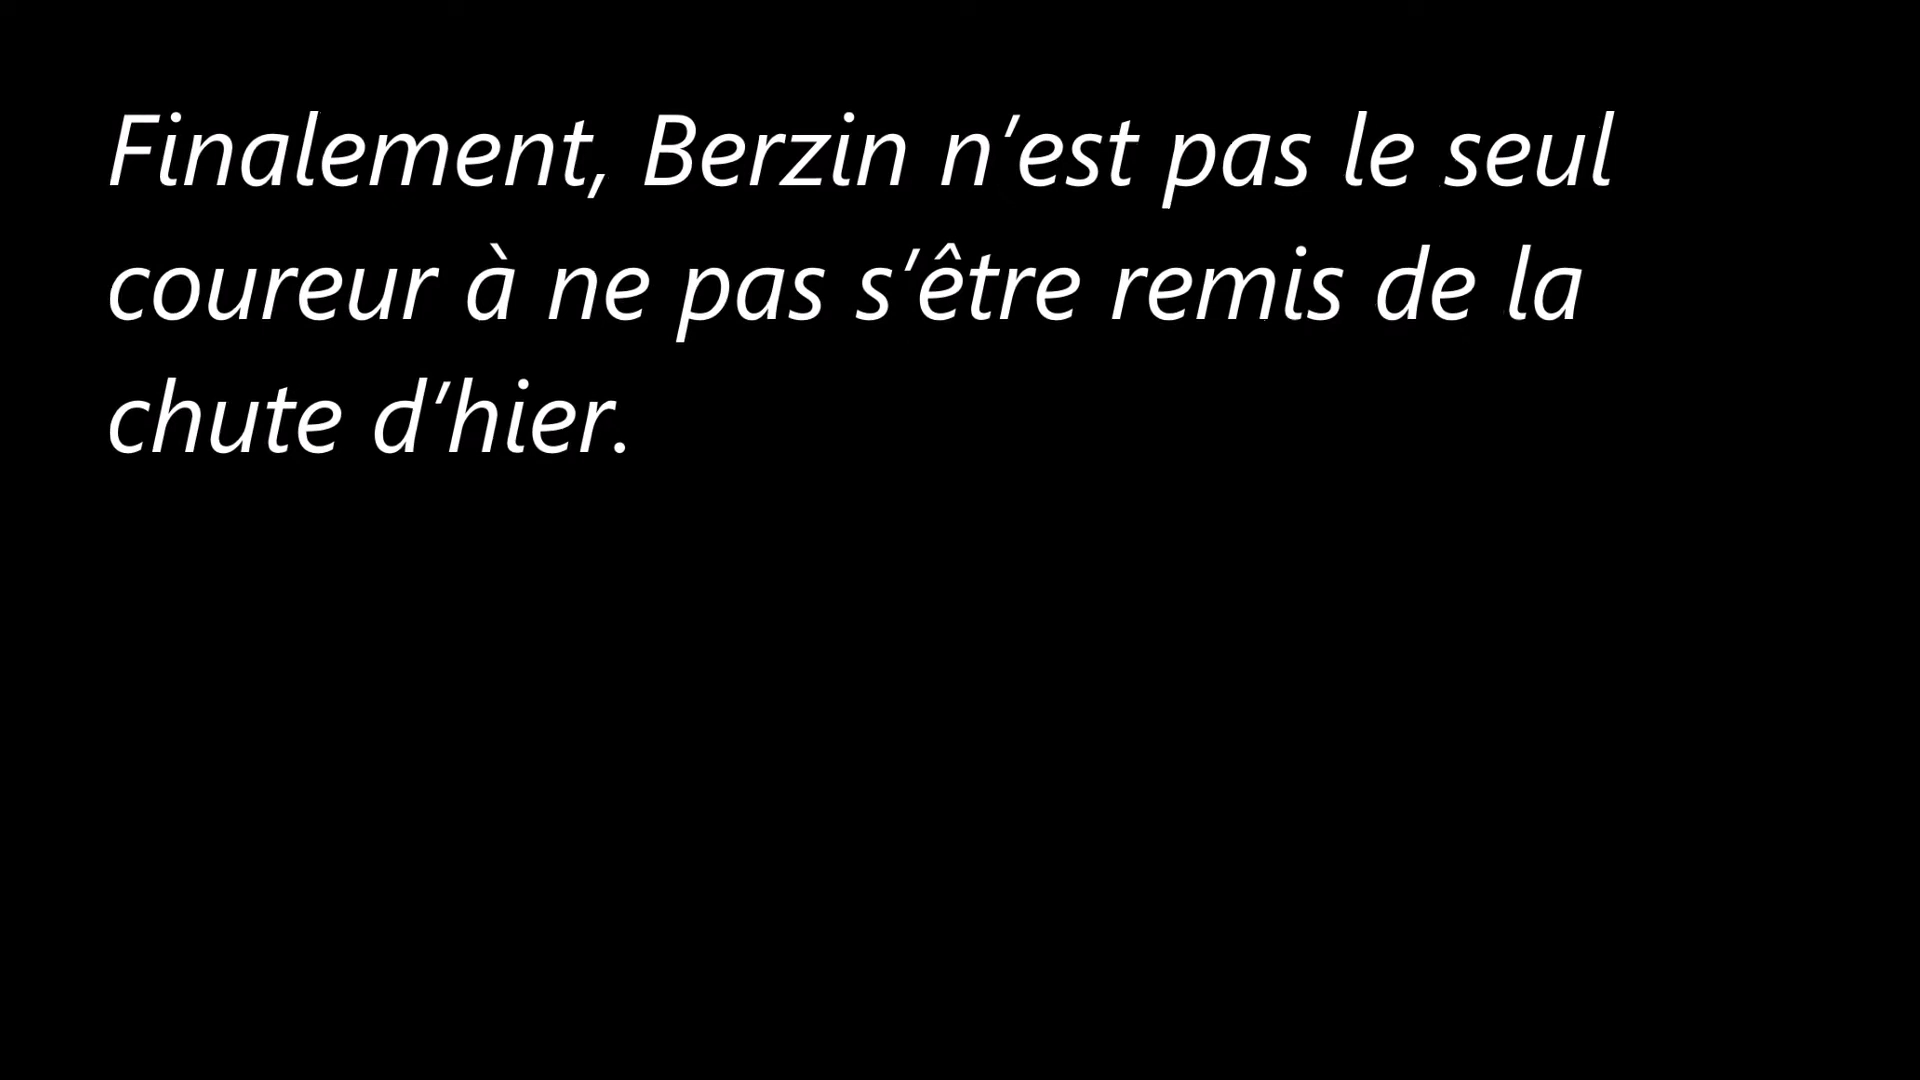 Finalement, Berzin n’est pas le seul
coureur à ne pas s’être remis de la
chute d’hier.